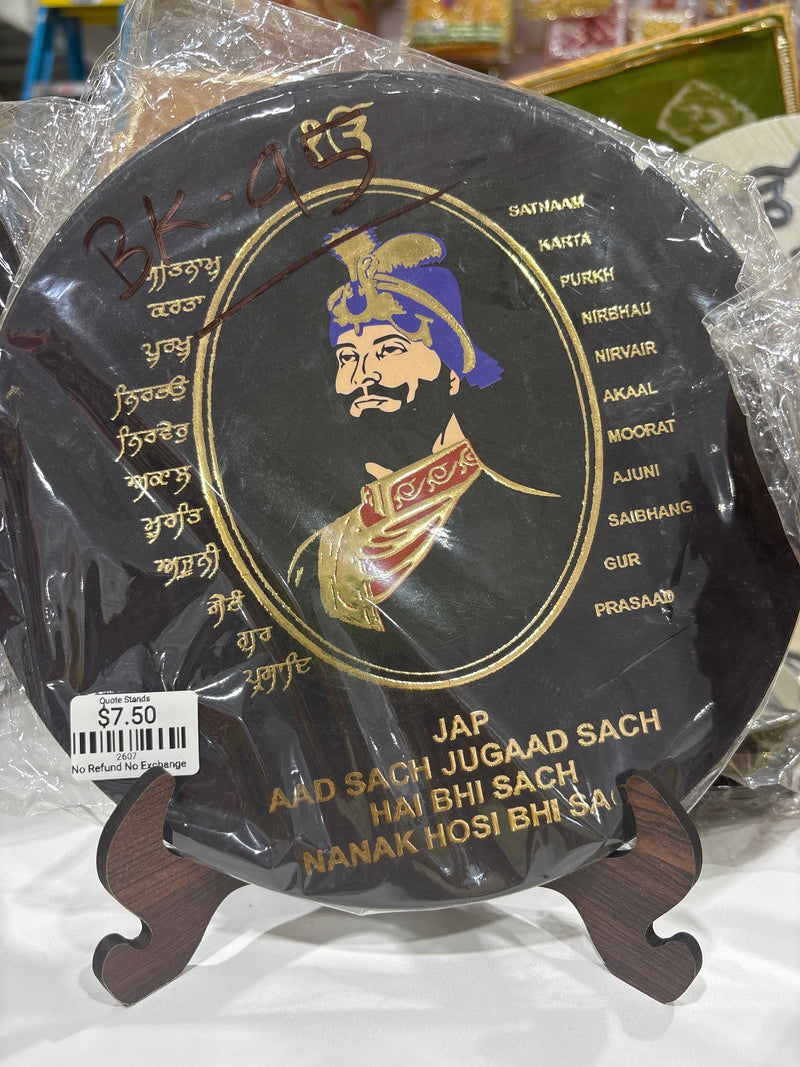 ੴ
BK-95
ਸਤਿਨਾਮੁ
ਕਰਤਾ
ਪੁਰਖੁ
ਨਿਰਭਉ
ਨਿਰਵੈਰੁ
ਅਕਾਲ
ਮੂਰਤਿ
ਅਜੂਨੀ
ਸੈਭੰ
ਗੁਰ
ਪ੍ਰਸਾਦਿ
SATNAAM
KARTA
PURKH
NIRBHAU
NIRVAIR
AKAAL
MOORAT
AJUNI
SAIBHANG
GUR
PRASAAD
JAP
AAD SACH JUGAAD SACH
HAI BHI SACH
NANAK HOSI BHI
Quote Stands
$7.50
2607
No Refund No Exchange